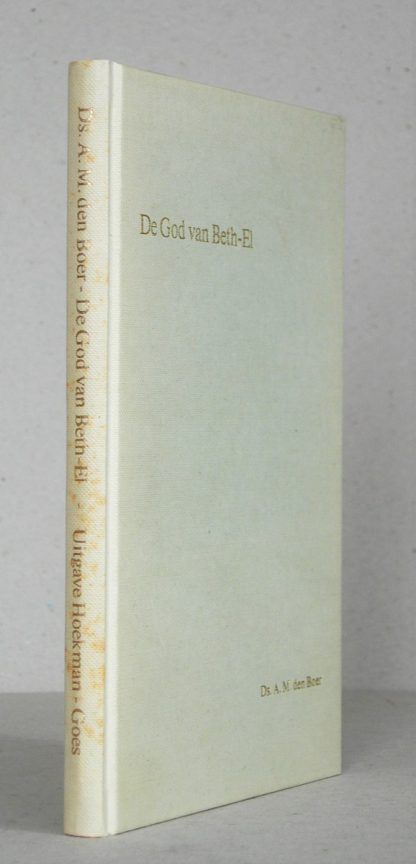 Ds. A. M. den Boer - De God van Beth-El - Uitgave Hoekman - Goes
De God van Beth-El
Ds. A. M. den Boer